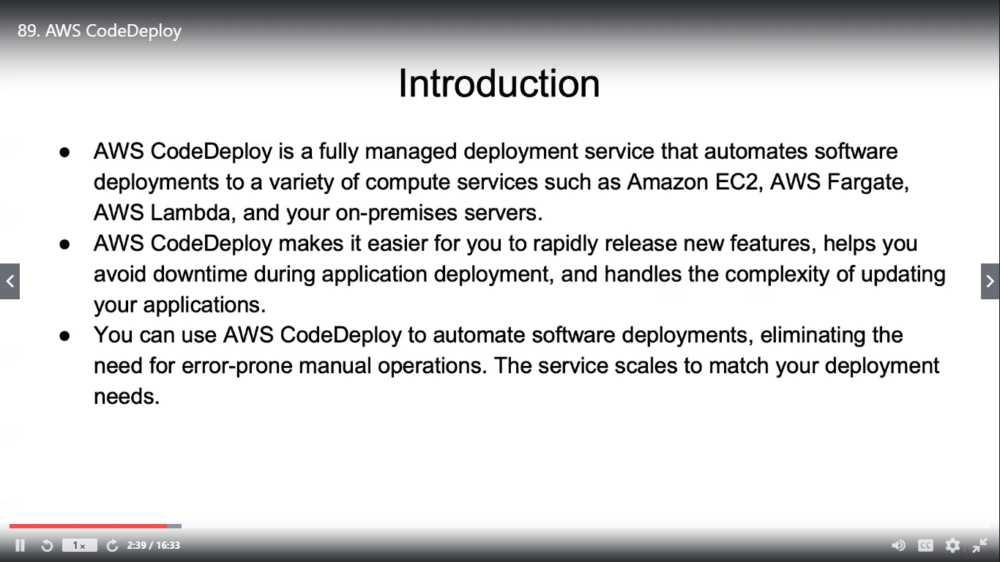 89. AWS CodeDeploy
Introduction
● AWS CodeDeploy is a fully managed deployment service that automates software
deployments to a variety of compute services such as Amazon EC2, AWS Fargate,
AWS Lambda, and your on-premises servers.
● AWS CodeDeploy makes it easier for you to rapidly release new features, helps you
avoid downtime during application deployment, and handles the complexity of updating
your applications.
● You can use AWS CodeDeploy to automate software deployments, eliminating the
need for error-prone manual operations. The service scales to match your deployment
needs.
1x 2:39 / 16:33 CC